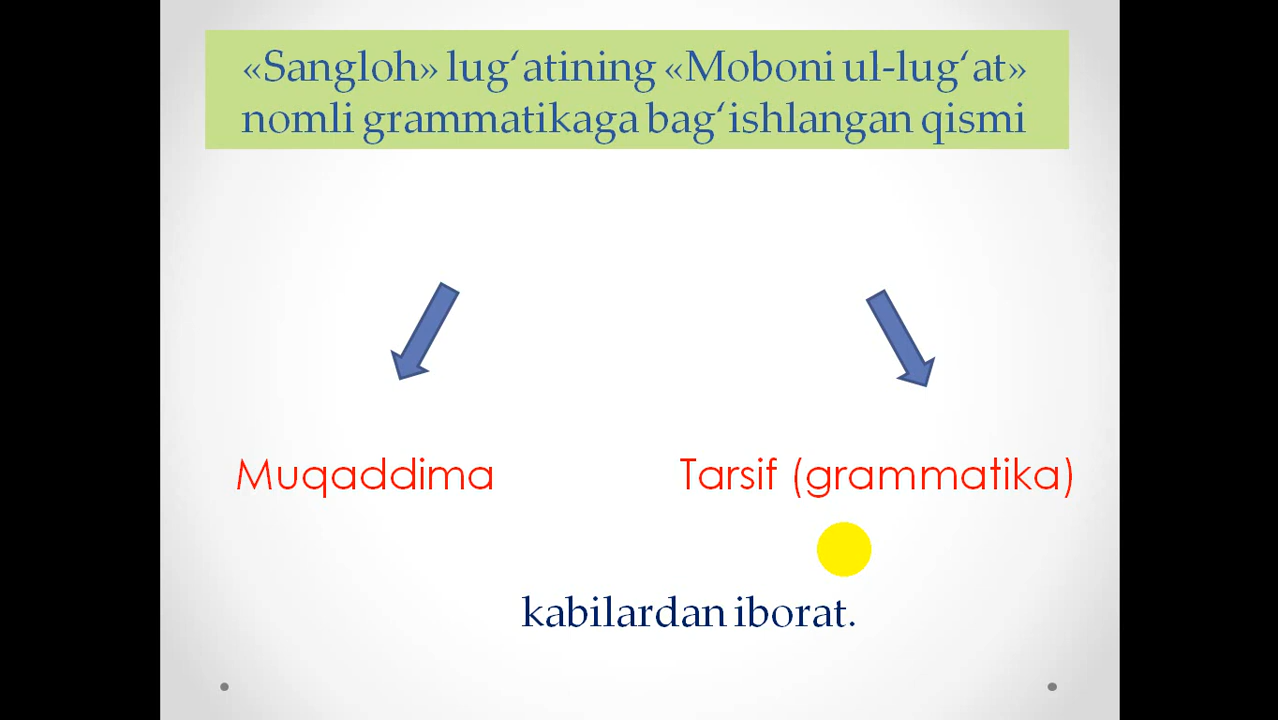 «Sangloh» lugʻatining «Moboni ul-lugʻat»
nomli grammatikaga bagʻishlangan qismi
Muqaddima
Tarsif (grammatika)
kabilardan iborat.